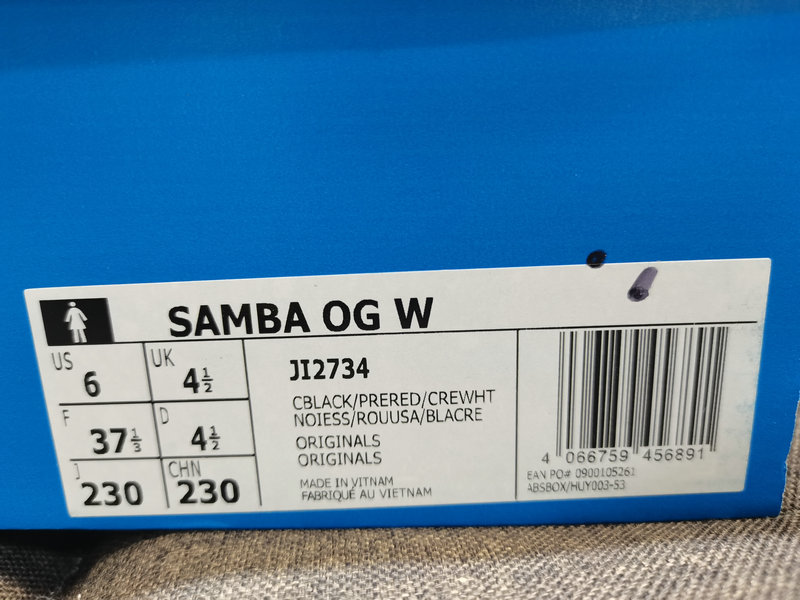 SAMBA OG W
US 6
UK 4½
F 37⅓
D 4½
J 230
CHN 230
JI2734
CBLACK/PRERED/CREWHT
NOIESS/ROUUSA/BLACRE
ORIGINALS
ORIGINALS
MADE IN VITNAM
FABRIQUÉ AU VIETNAM
4 066759 456891
EAN PO# 0900105261
ABSBOX/HUY003-53